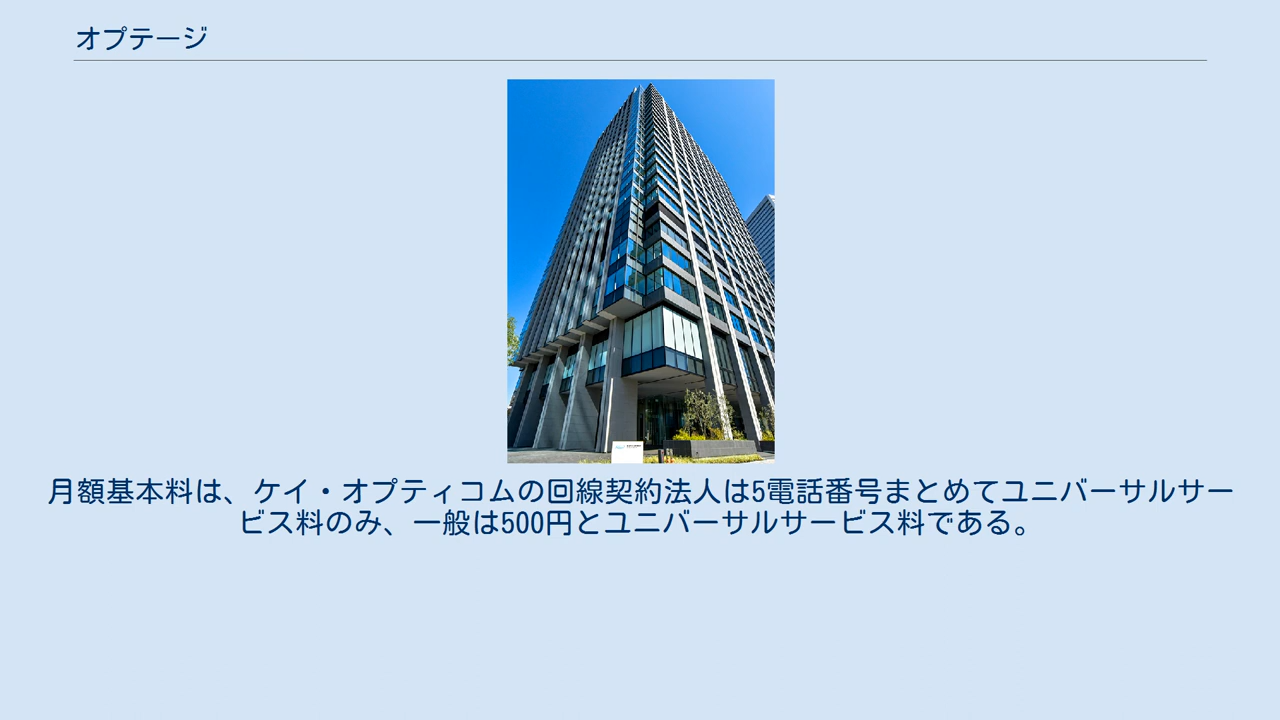 オプテージ
月額基本料は、ケイ・オプティコムの回線契約法人は5電話番号まとめてユニバーサルサー
ビス料のみ、一般は500円とユニバーサルサービス料である。